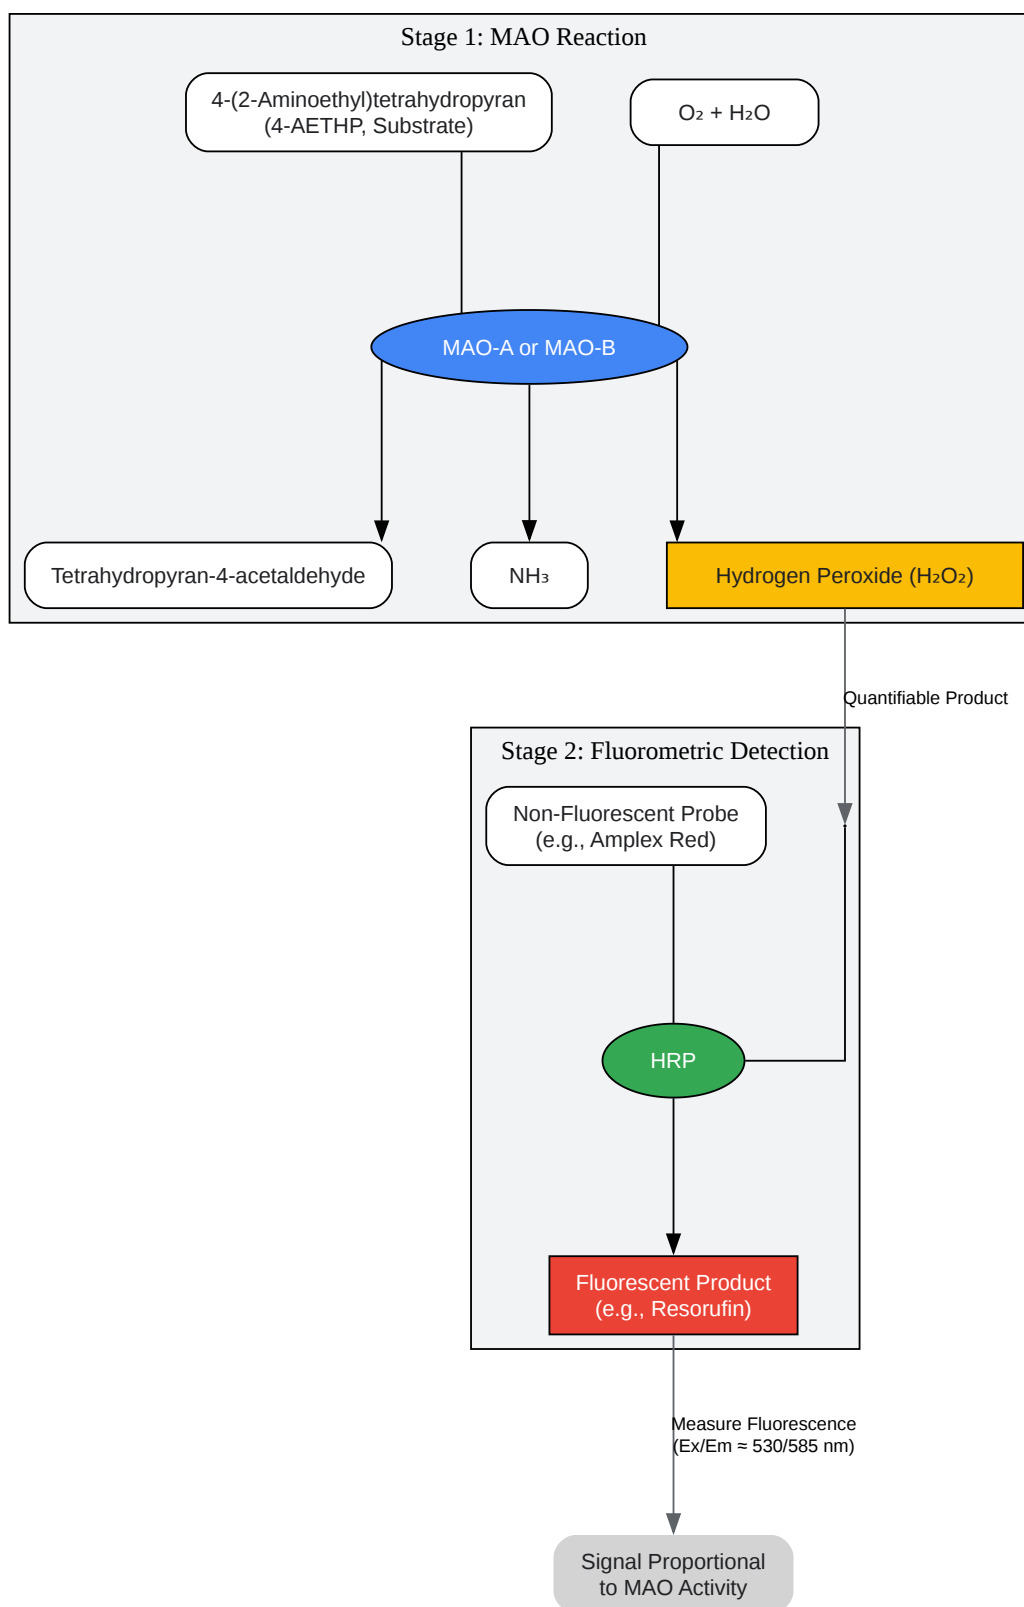 Stage 1: MAO Reaction
4-(2-Aminoethyl)tetrahydropyran
(4-AETHP, Substrate)
O₂ + H₂O
MAO-A or MAO-B
Tetrahydropyran-4-acetaldehyde
NH₃
Hydrogen Peroxide (H₂O₂)
Quantifiable Product
Stage 2: Fluorometric Detection
Non-Fluorescent Probe
(e.g., Amplex Red)
HRP
Fluorescent Product
(e.g., Resorufin)
Measure Fluorescence
(Ex/Em ≈ 530/585 nm)
Signal Proportional
to MAO Activity